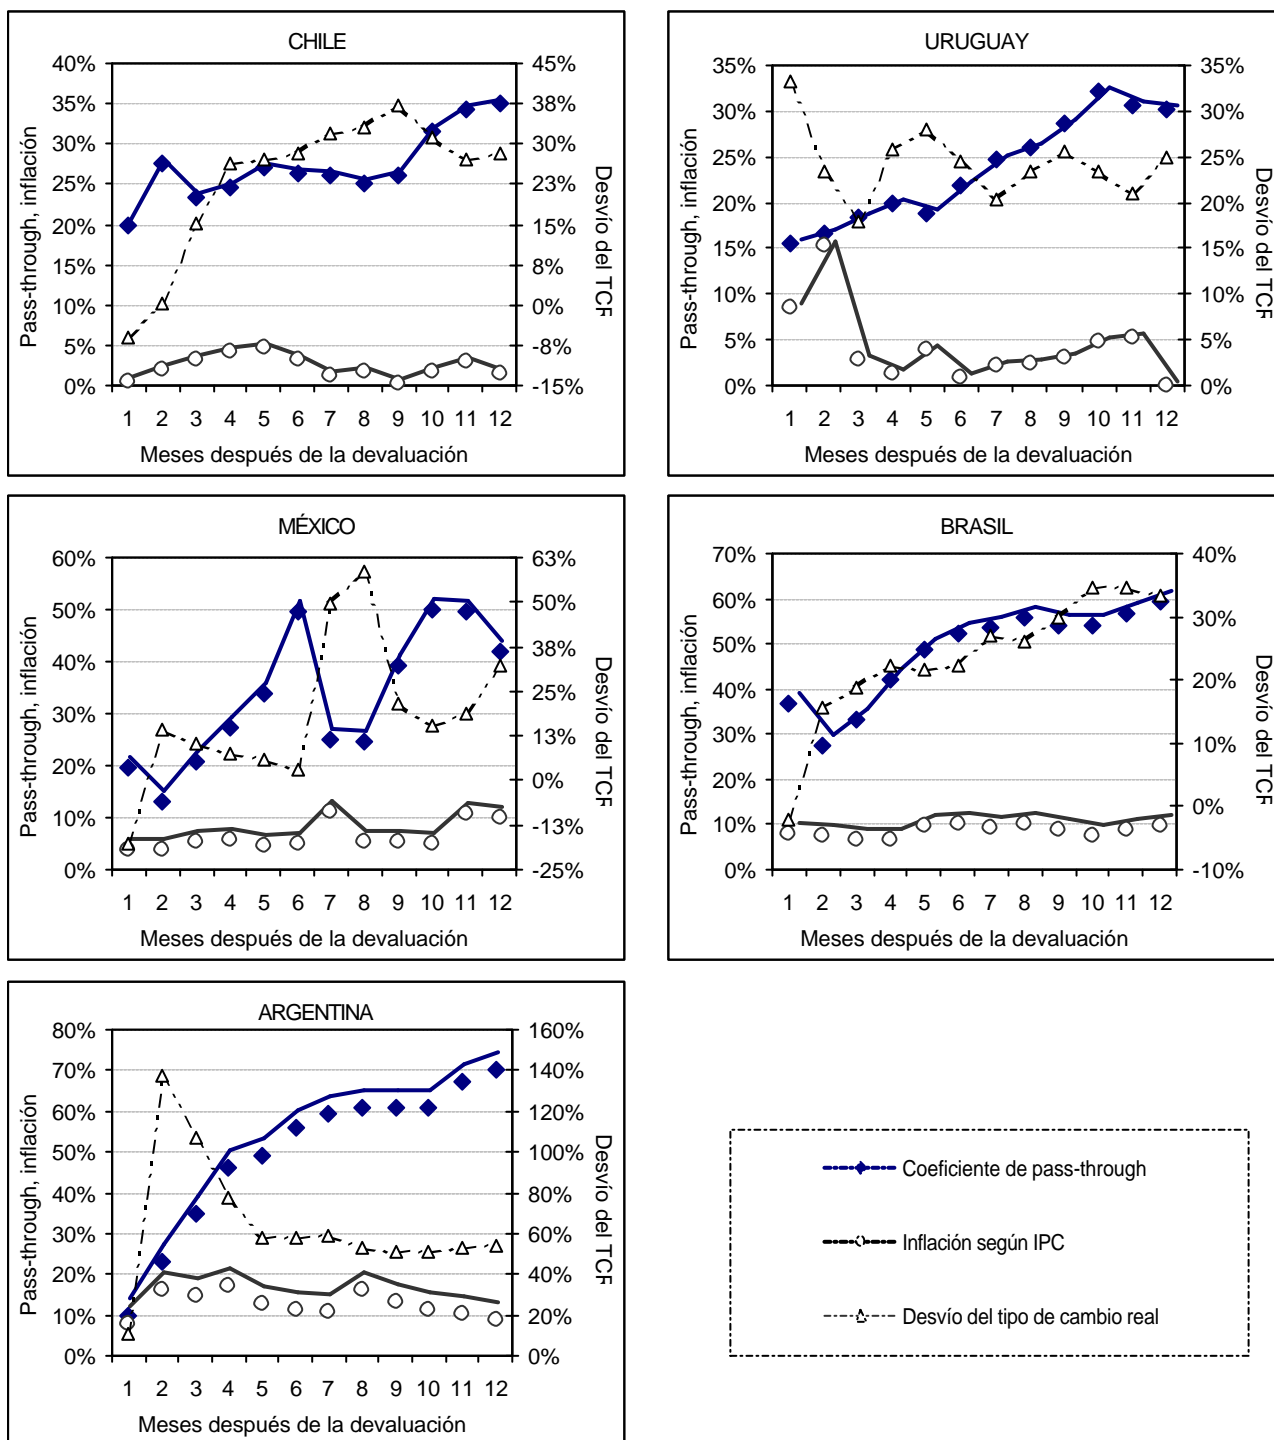 CHILE
40%
35%
30%
25%
20%
15%
10%
5%
0%
45%
38%
30%
23%
15%
8%
0%
-8%
-15%
Pass-through, inflación
Desvío del TCF
1 2 3 4 5 6 7 8 9 10 11 12
Meses después de la devaluación
URUGUAY
35%
30%
25%
20%
15%
10%
5%
0%
35%
30%
25%
20%
15%
10%
5%
0%
Pass-through, inflación
Desvío del TCF
1 2 3 4 5 6 7 8 9 10 11 12
Meses después de la devaluación
MÉXICO
60%
50%
40%
30%
20%
10%
0%
63%
50%
38%
25%
13%
0%
-13%
-25%
Pass-through, inflación
Desvío del TCF
1 2 3 4 5 6 7 8 9 10 11 12
Meses después de la devaluación
BRASIL
70%
60%
50%
40%
30%
20%
10%
0%
40%
30%
20%
10%
0%
-10%
Pass-through, inflación
Desvío del TCF
1 2 3 4 5 6 7 8 9 10 11 12
Meses después de la devaluación
ARGENTINA
80%
70%
60%
50%
40%
30%
20%
10%
0%
160%
140%
120%
100%
80%
60%
40%
20%
0%
Pass-through, inflación
Desvío del TCF
1 2 3 4 5 6 7 8 9 10 11 12
Meses después de la devaluación
Coeficiente de pass-through
Inflación según IPC
Desvío del tipo de cambio real